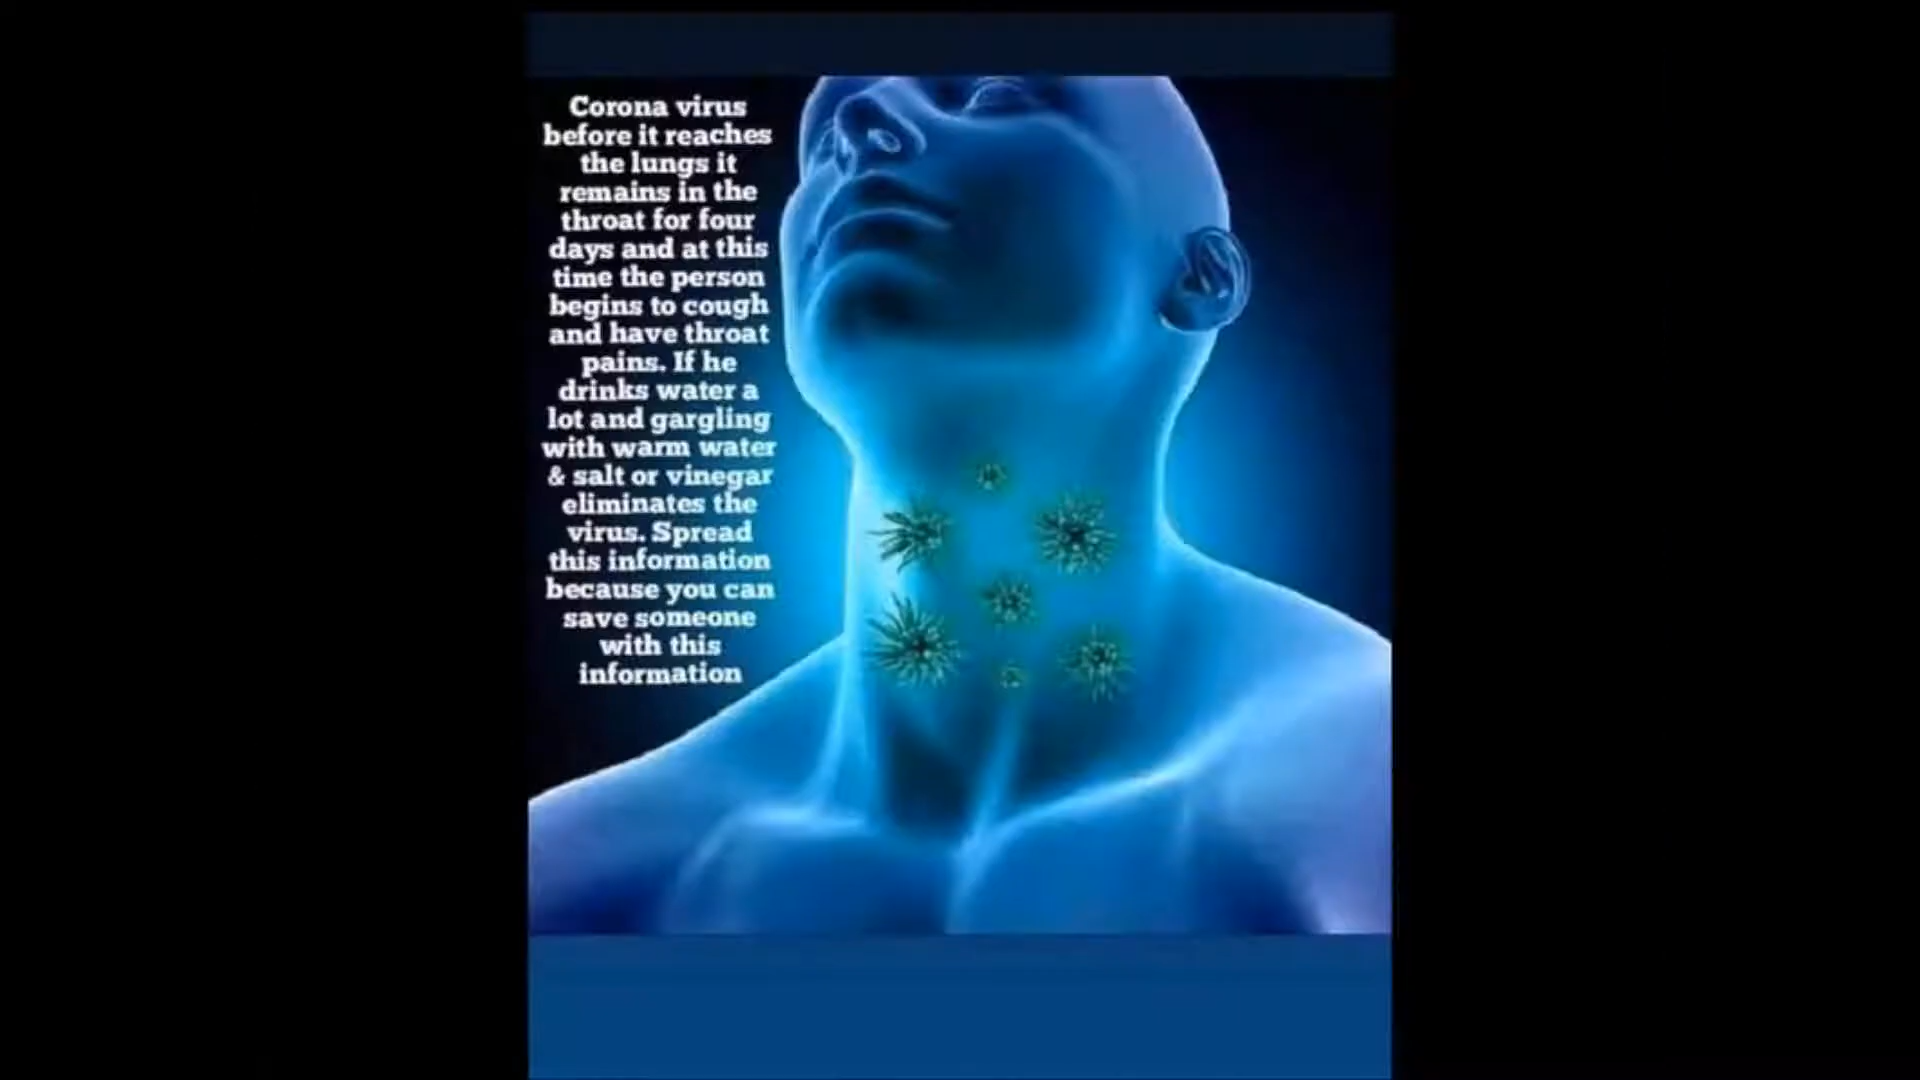 Corona virus
before it reaches
the lungs it
remains in the
throat for four
days and at this
time the person
begins to cough
and have throat
pains. If he
drinks water a
lot and gargling
with warm water
& salt or vinegar
eliminates the
virus. Spread
this information
because you can
save someone
with this
information